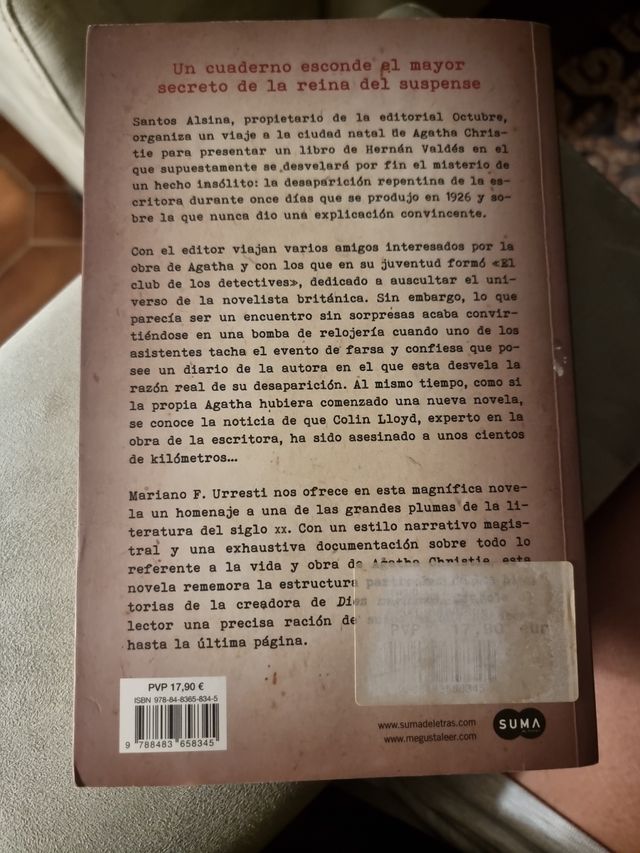 Un cuaderno esconde el mayor
secreto de la reina del suspense
Santos Alsina, propietario de la editorial Octubre,
organiza un viaje a la ciudad natal de Agatha Chris-
tie para presentar un libro de Hernán Valdés en el
que supuestamente se desvelará por fin el misterio de
un hecho insólito: la desaparición repentina de la es-
critora durante once días que se produjo en 1926 y so-
bre la que nunca dio una explicación convincente.
Con el editor viajan varios amigos interesados por la
obra de Agatha y con los que en su juventud formó «El
club de los detectives», dedicado a auscultar el uni-
verso de la novelista británica. Sin embargo, lo que
parecía ser un encuentro sin sorpresas acaba convir-
tiéndose en una bomba de relojería cuando uno de los
asistentes tacha el evento de farsa y confiesa que po-
see un diario de la autora en el que esta desvela la
razón real de su desaparición. Al mismo tiempo, como si
la propia Agatha hubiera comenzado una nueva novela,
se conoce la noticia de que Colin Lloyd, experto en la
obra de la escritora, ha sido asesinado a unos cientos
de kilómetros...
Mariano F. Urresti nos ofrece en esta magnífica nove-
la un homenaje a una de las grandes plumas de la li-
teratura del siglo XX. Con un estilo narrativo magis-
tral y una exhaustiva documentación sobre todo lo
referente a la vida y obra de Agatha Christie, esta
novela rememora la estructura
torias de la creadora de Diez
lector una precisa ración de
hasta la última página.
PVP ,90 EUR
PVP 17,90 €
ISBN 978-84-8365-834-5
9 788483 658345
www.sumadeletras.com
www.megustaleer.com
SUMA